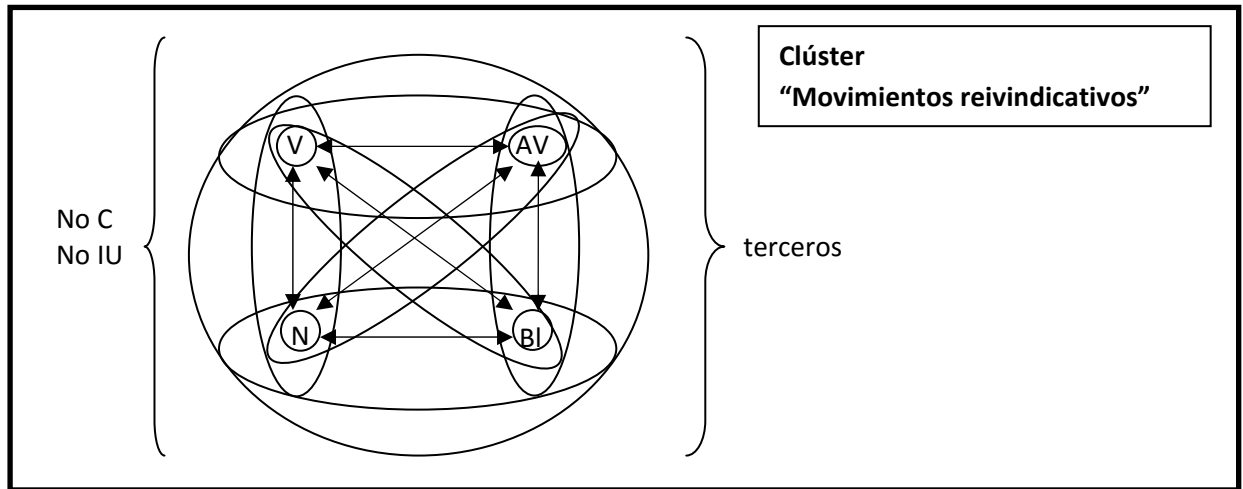 Clúster
“Movimientos reivindicativos”
V
AV
No C
No IU
terceros
N
Bl